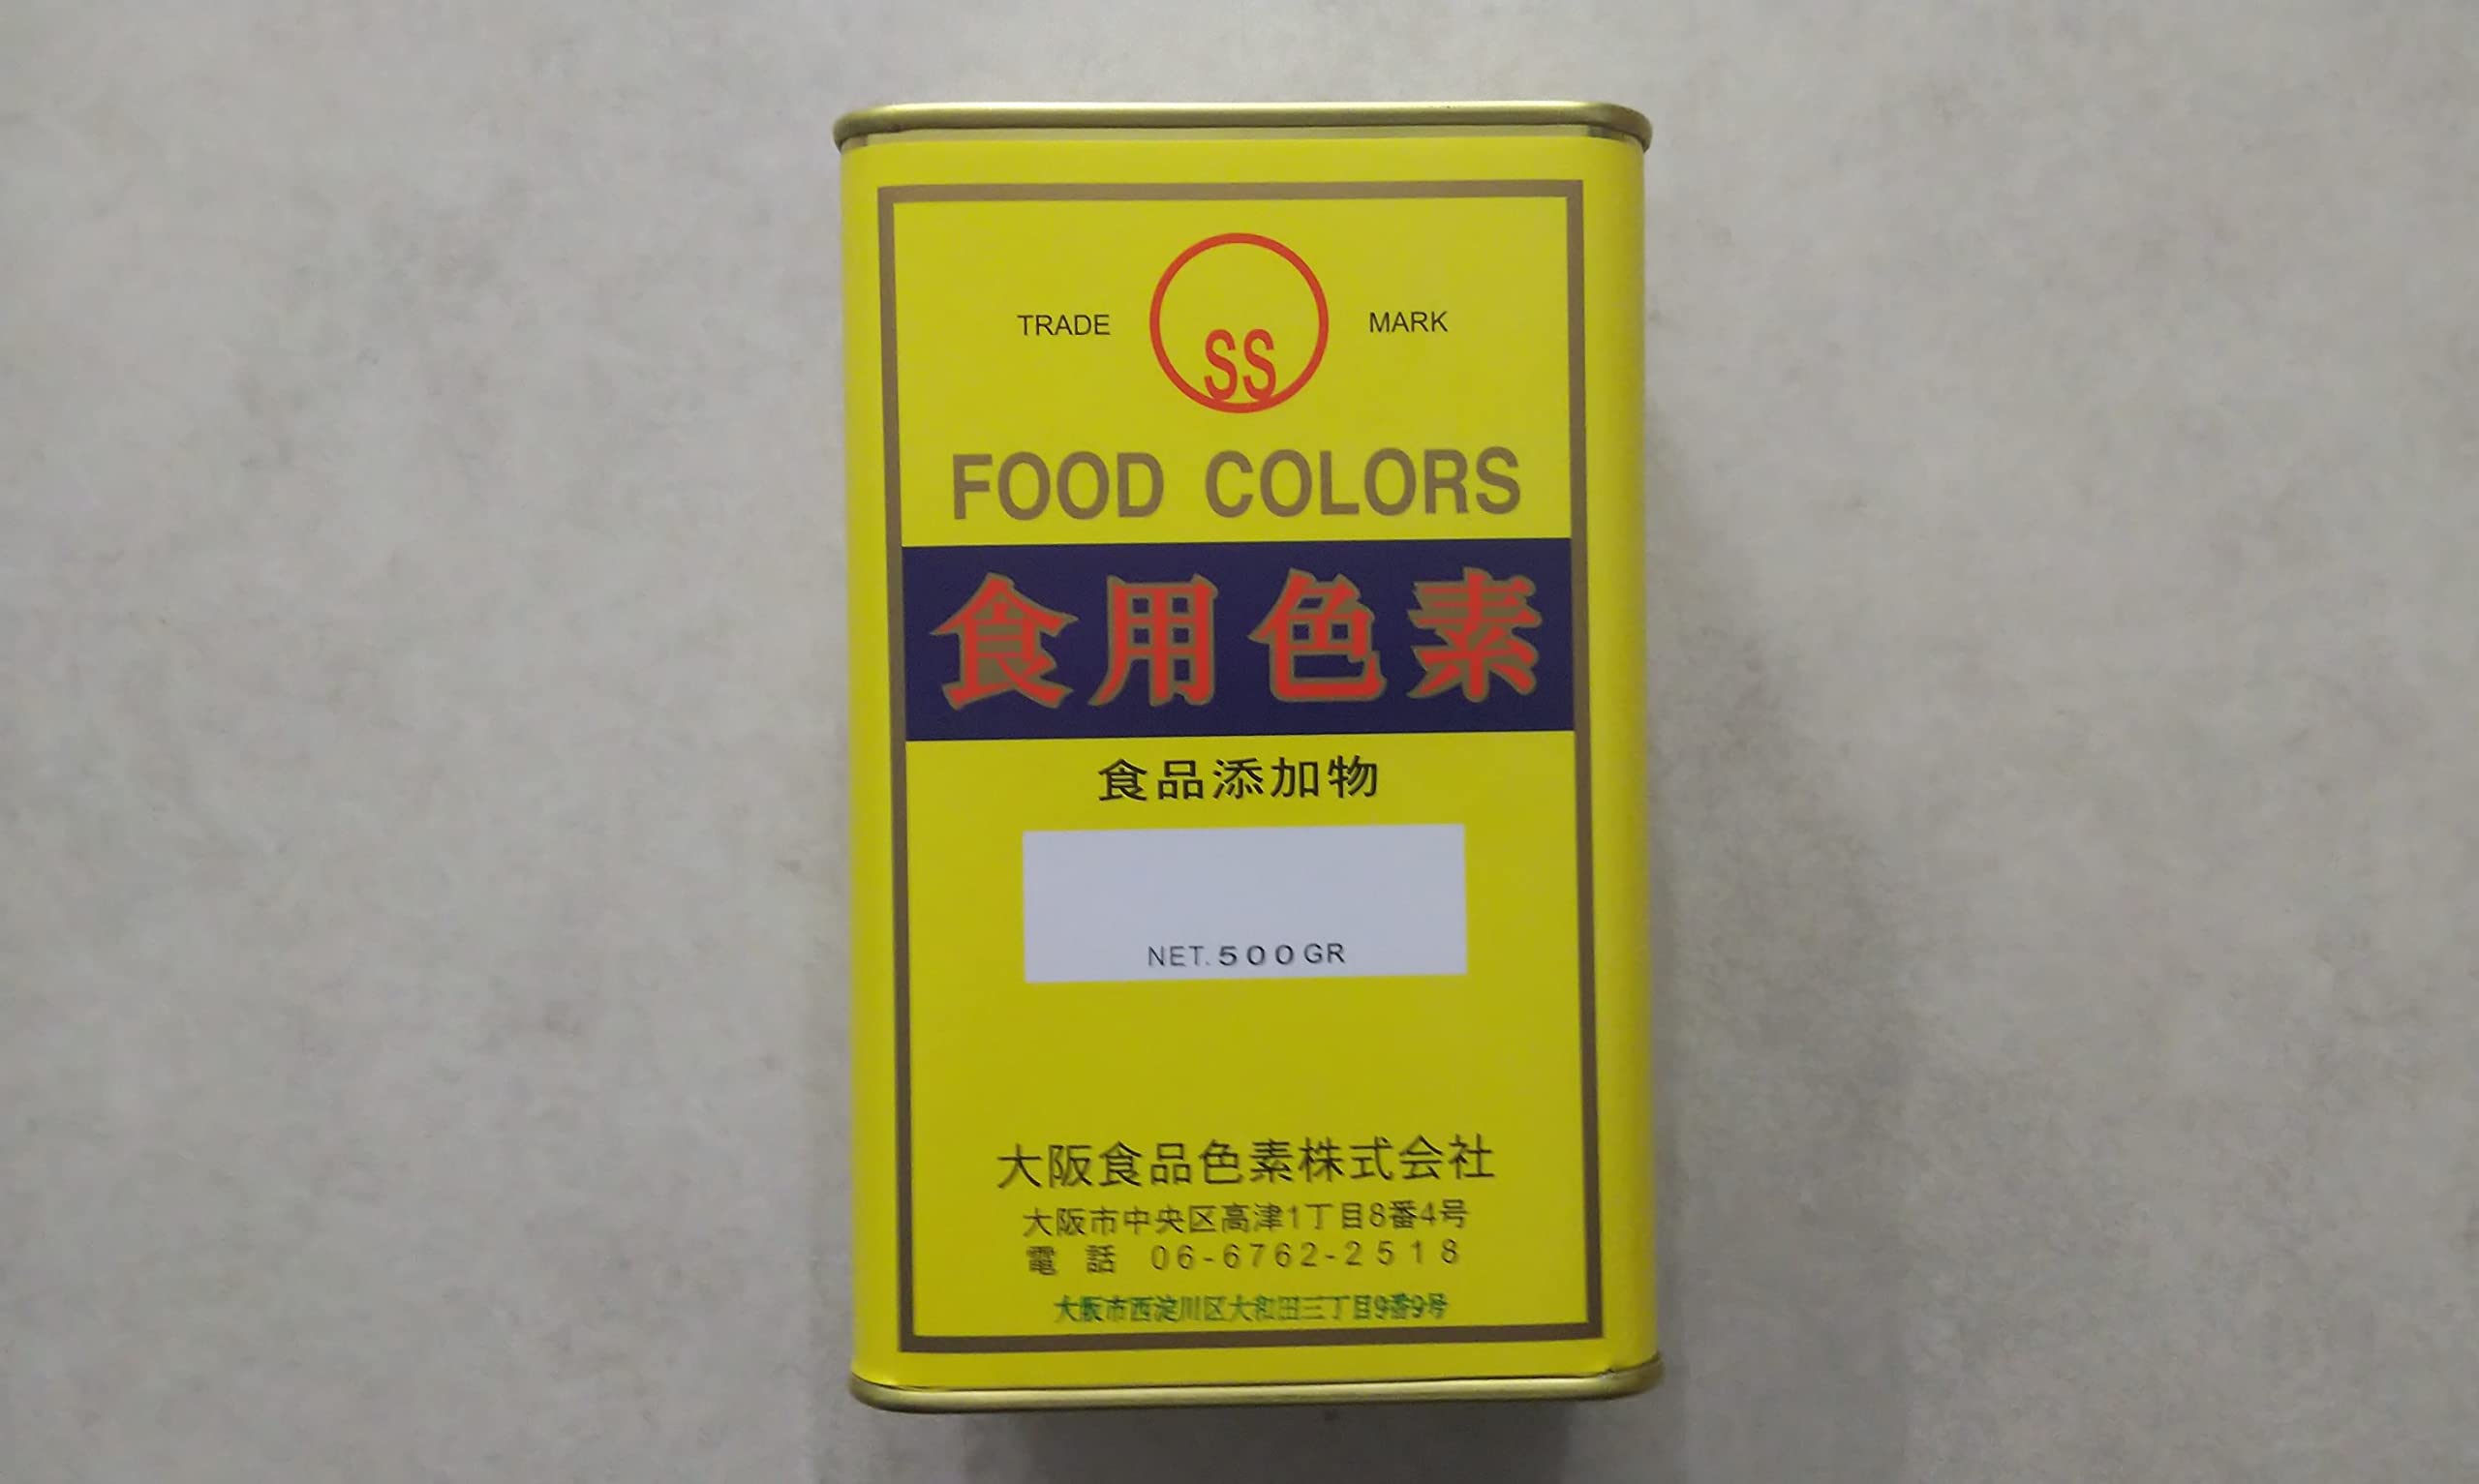 TRADE SS MARK
FOOD COLORS
食用色素
食品添加物
NET.500GR
大阪食品色素株式会社
大阪市中央区高津1丁目8番4号
電話 06-6762-2518
大阪市西淀川区大和田三丁目9番9号